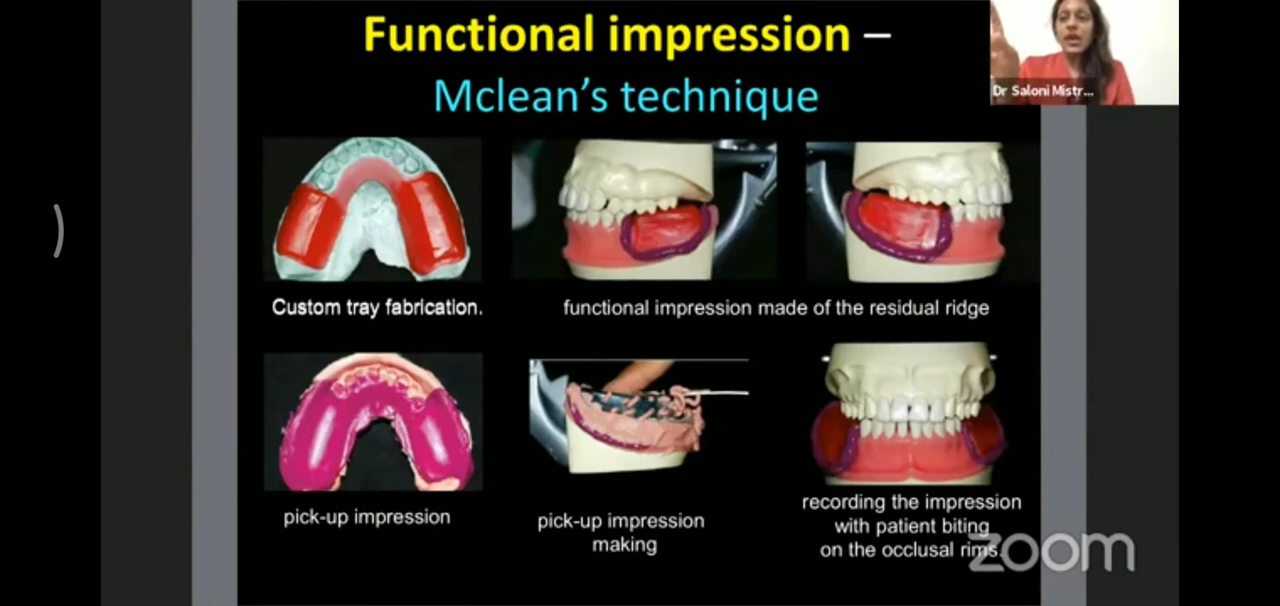 Functional impression –
Mclean's technique
Dr Saloni Mistr...
Custom tray fabrication.
functional impression made of the residual ridge
pick-up impression
pick-up impression
making
recording the impression
with patient biting
on the occlusal rims.
zoom